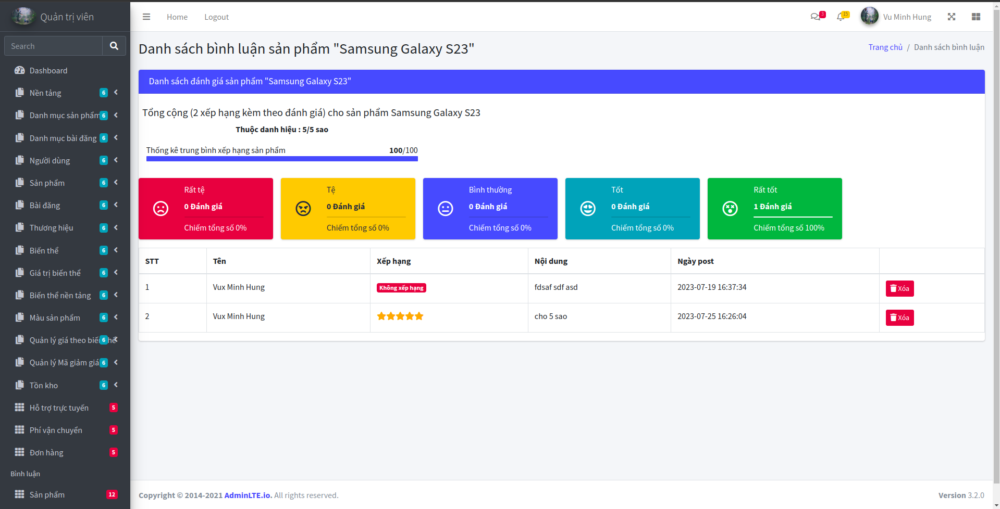 Quản trị viên
Search
Dashboard
Nền tảng 6
Danh mục sản phẩm 6
Danh mục bài đăng 6
Người dùng 6
Sản phẩm 6
Bài đăng 6
Thương hiệu 6
Biến thể 6
Giá trị biến thể 6
Biến thể nền tảng 6
Màu sản phẩm 6
Quản lý giá theo biến thể 6
Quản lý Mã giảm giá 6
Tồn kho 6
Hỗ trợ trực tuyến 5
Phí vận chuyển 5
Đơn hàng 5
Bình luận
Sản phẩm 12
Home Logout 3 15 Vu Minh Hung
Danh sách bình luận sản phẩm "Samsung Galaxy S23"
Trang chủ / Danh sách bình luận
Danh sách đánh giá sản phẩm "Samsung Galaxy S23"
Tổng cộng (2 xếp hạng kèm theo đánh giá) cho sản phẩm Samsung Galaxy S23
Thuộc danh hiệu : 5/5 sao
Thống kê trung bình xếp hạng sản phẩm 100/100
Rất tệ
0 Đánh giá
Chiếm tổng số 0%
Tệ
0 Đánh giá
Chiếm tổng số 0%
Bình thường
0 Đánh giá
Chiếm tổng số 0%
Tốt
0 Đánh giá
Chiếm tổng số 0%
Rất tốt
1 Đánh giá
Chiếm tổng số 100%
STT Tên Xếp hạng Nội dung Ngày post
1 Vux Minh Hung Không xếp hạng fdsaf sdf asd 2023-07-19 16:37:34 Xóa
2 Vux Minh Hung cho 5 sao 2023-07-25 16:26:04 Xóa
Copyright © 2014-2021 AdminLTE.io. All rights reserved.
Version 3.2.0